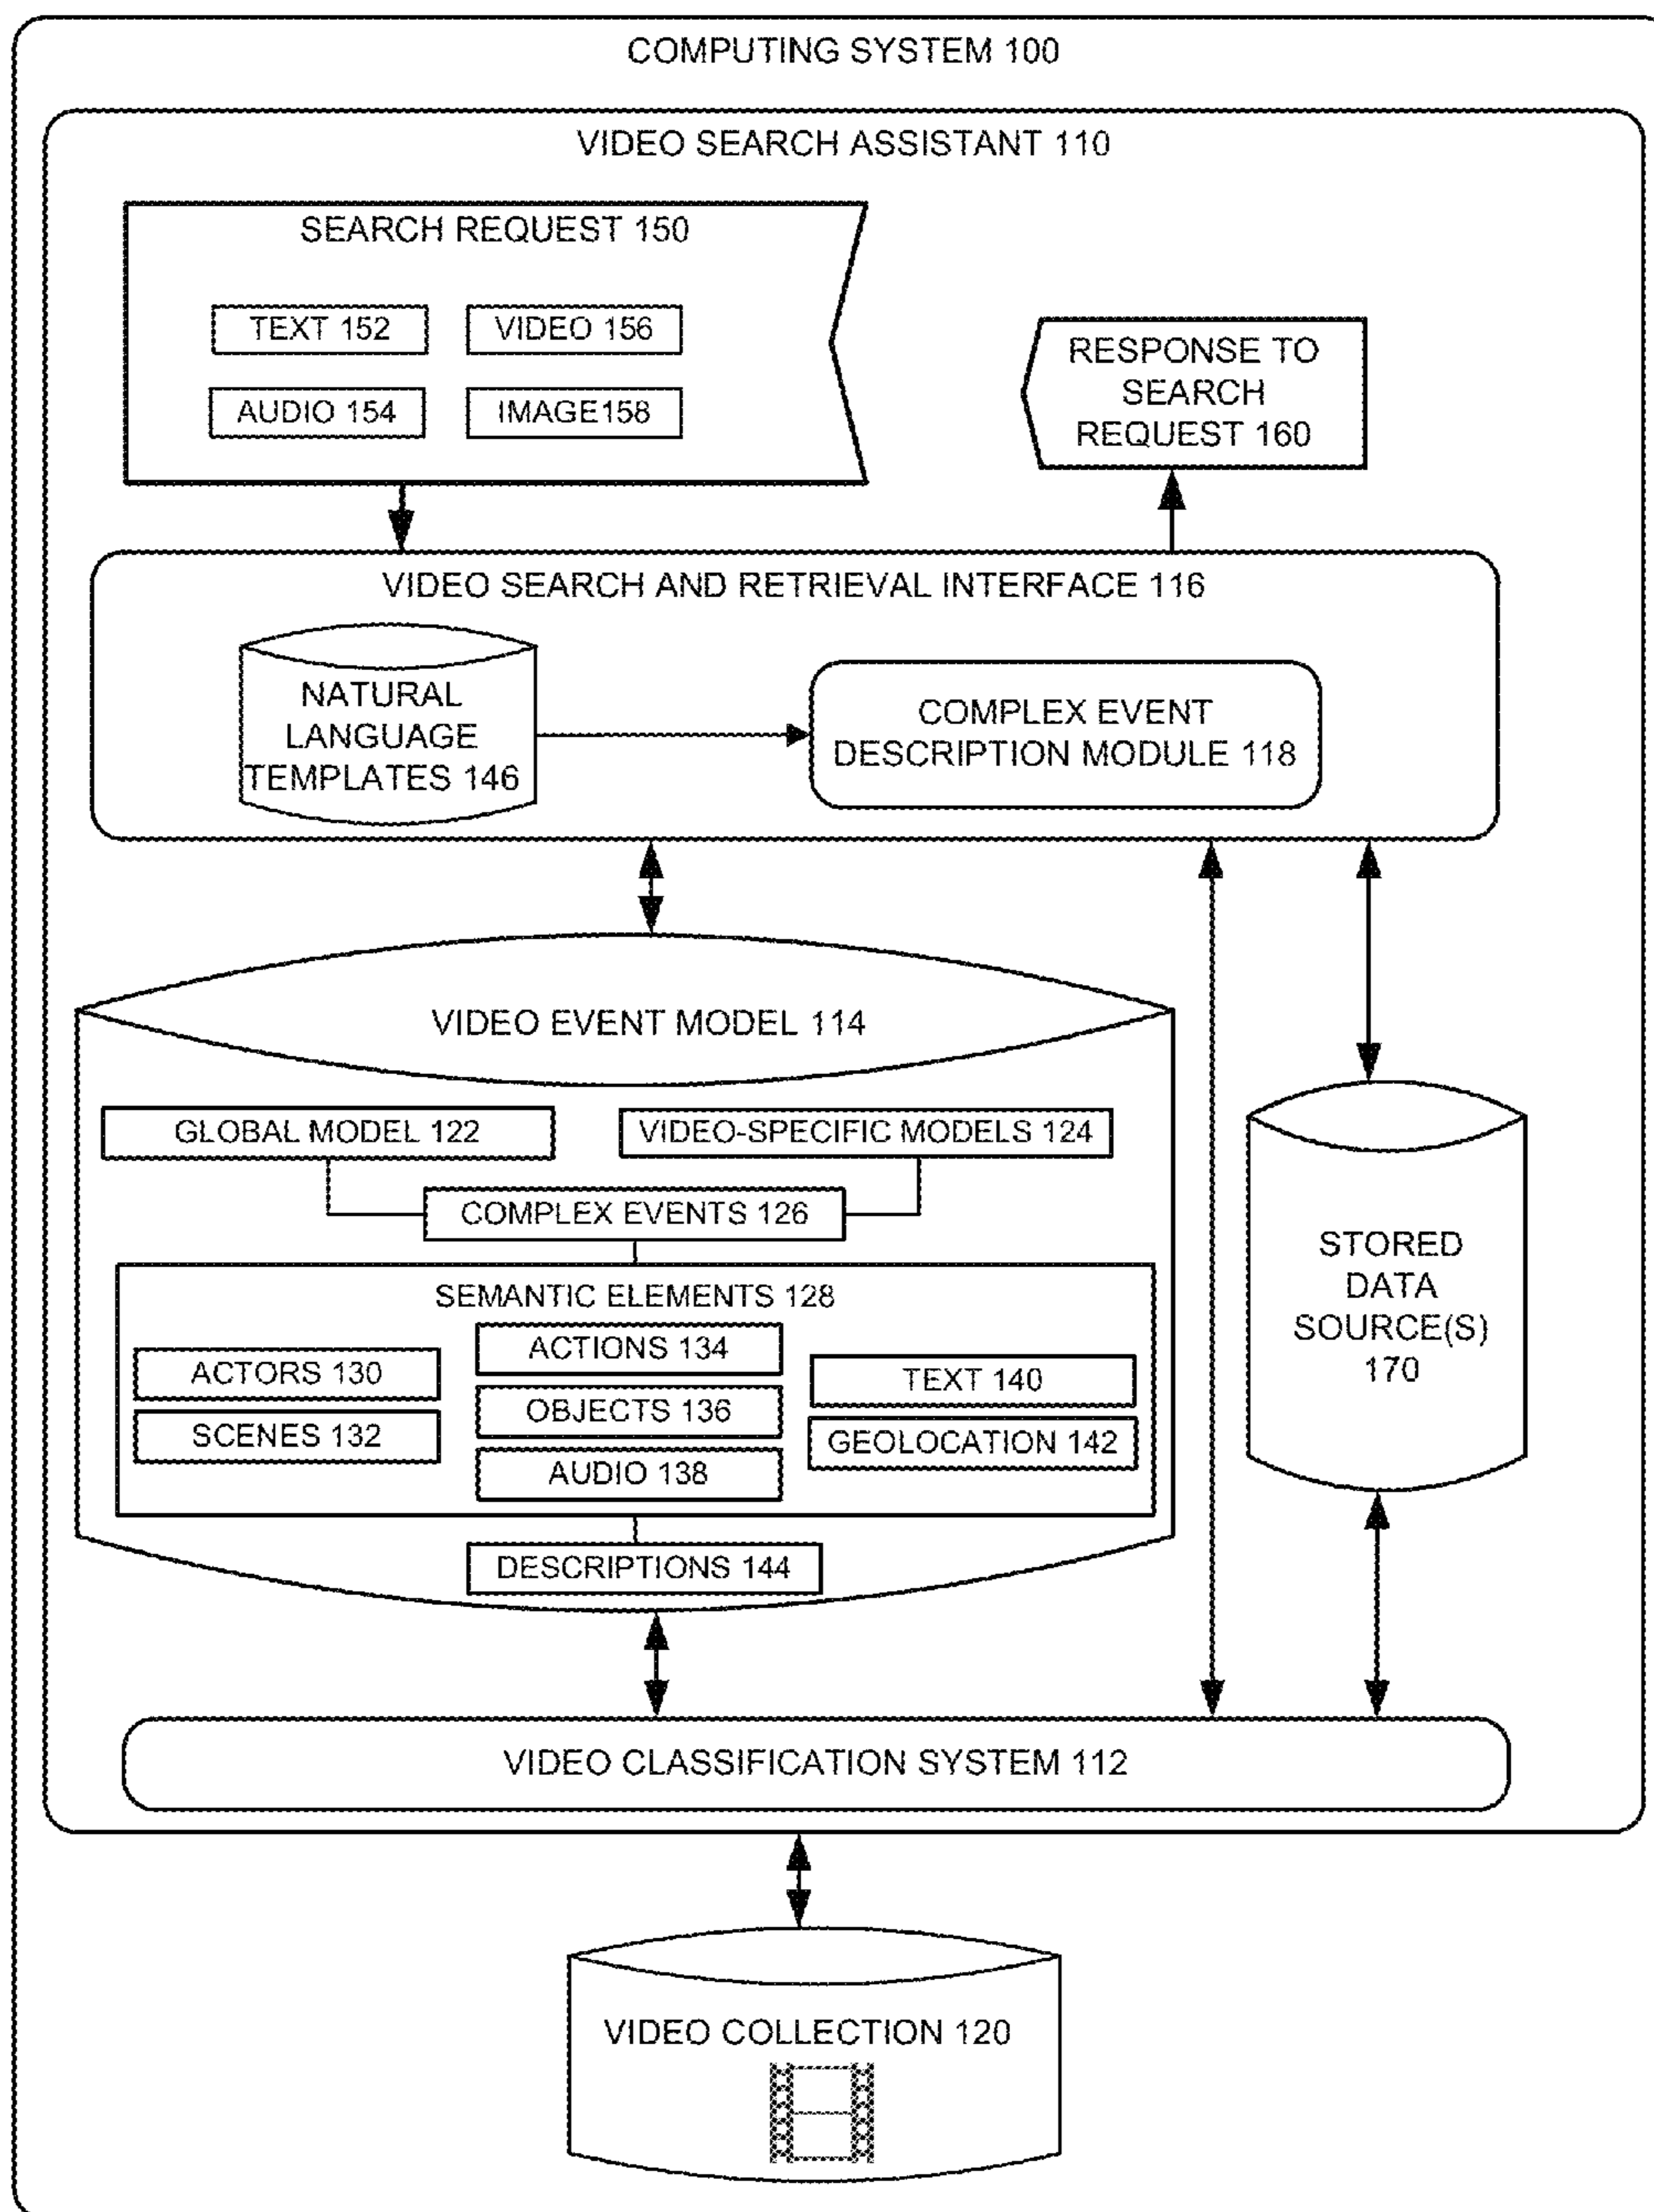 COMPUTING SYSTEM 100
VIDEO SEARCH ASSISTANT 110
SEARCH REQUEST 150
TEXT 152
VIDEO 156
AUDIO 154
IMAGE158
RESPONSE TO
SEARCH
REQUEST 160
VIDEO SEARCH AND RETRIEVAL INTERFACE 116
NATURAL
LANGUAGE
TEMPLATES 146
COMPLEX EVENT
DESCRIPTION MODULE 118
VIDEO EVENT MODEL 114
GLOBAL MODEL 122
VIDEO-SPECIFIC MODELS 124
COMPLEX EVENTS 126
SEMANTIC ELEMENTS 128
ACTORS 130
SCENES 132
ACTIONS 134
OBJECTS 136
AUDIO 138
TEXT 140
GEOLOCATION 142
DESCRIPTIONS 144
STORED
DATA
SOURCE(S)
170
VIDEO CLASSIFICATION SYSTEM 112
VIDEO COLLECTION 120